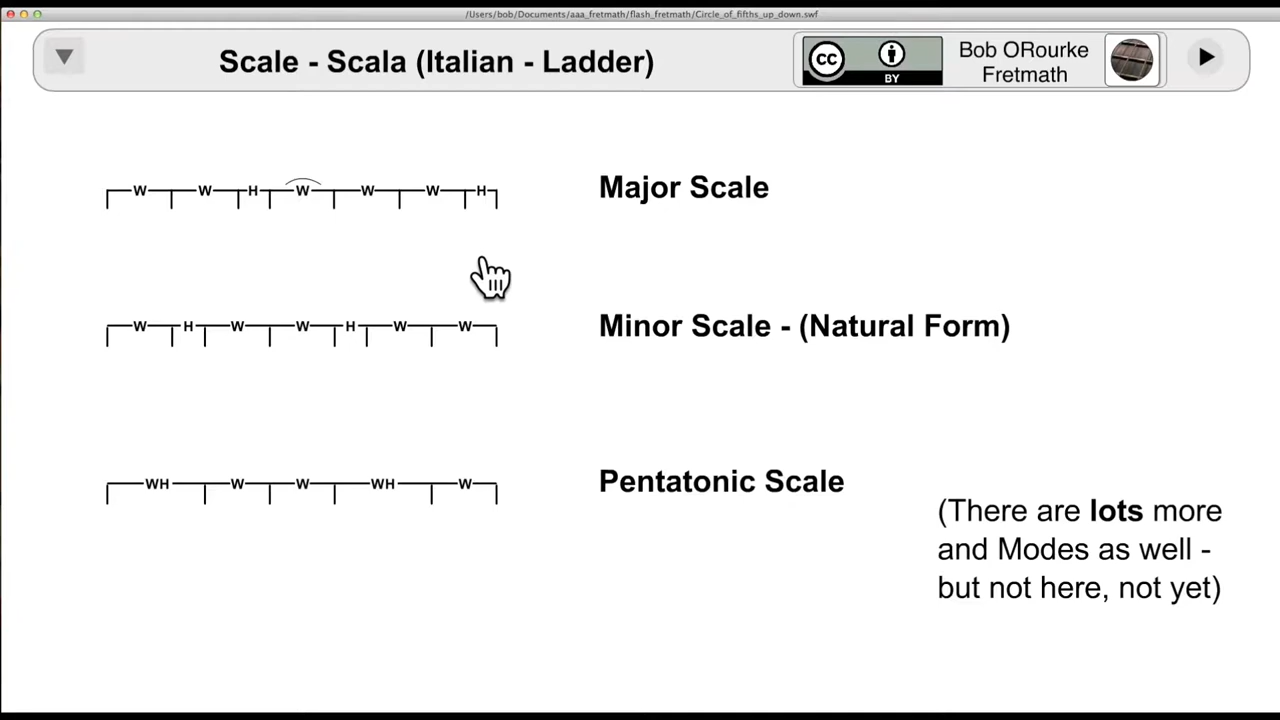 /Users/bob/Documents/aaa_fretmath/flash_fretmath/Circle_of_fifths_up_down.swf
Scale - Scala (Italian - Ladder)
cc
BY
Bob ORourke
Fretmath
W W H W W W H
Major Scale
W H W W H W W
Minor Scale - (Natural Form)
WH W W WH W
Pentatonic Scale
(There are lots more
and Modes as well -
but not here, not yet)